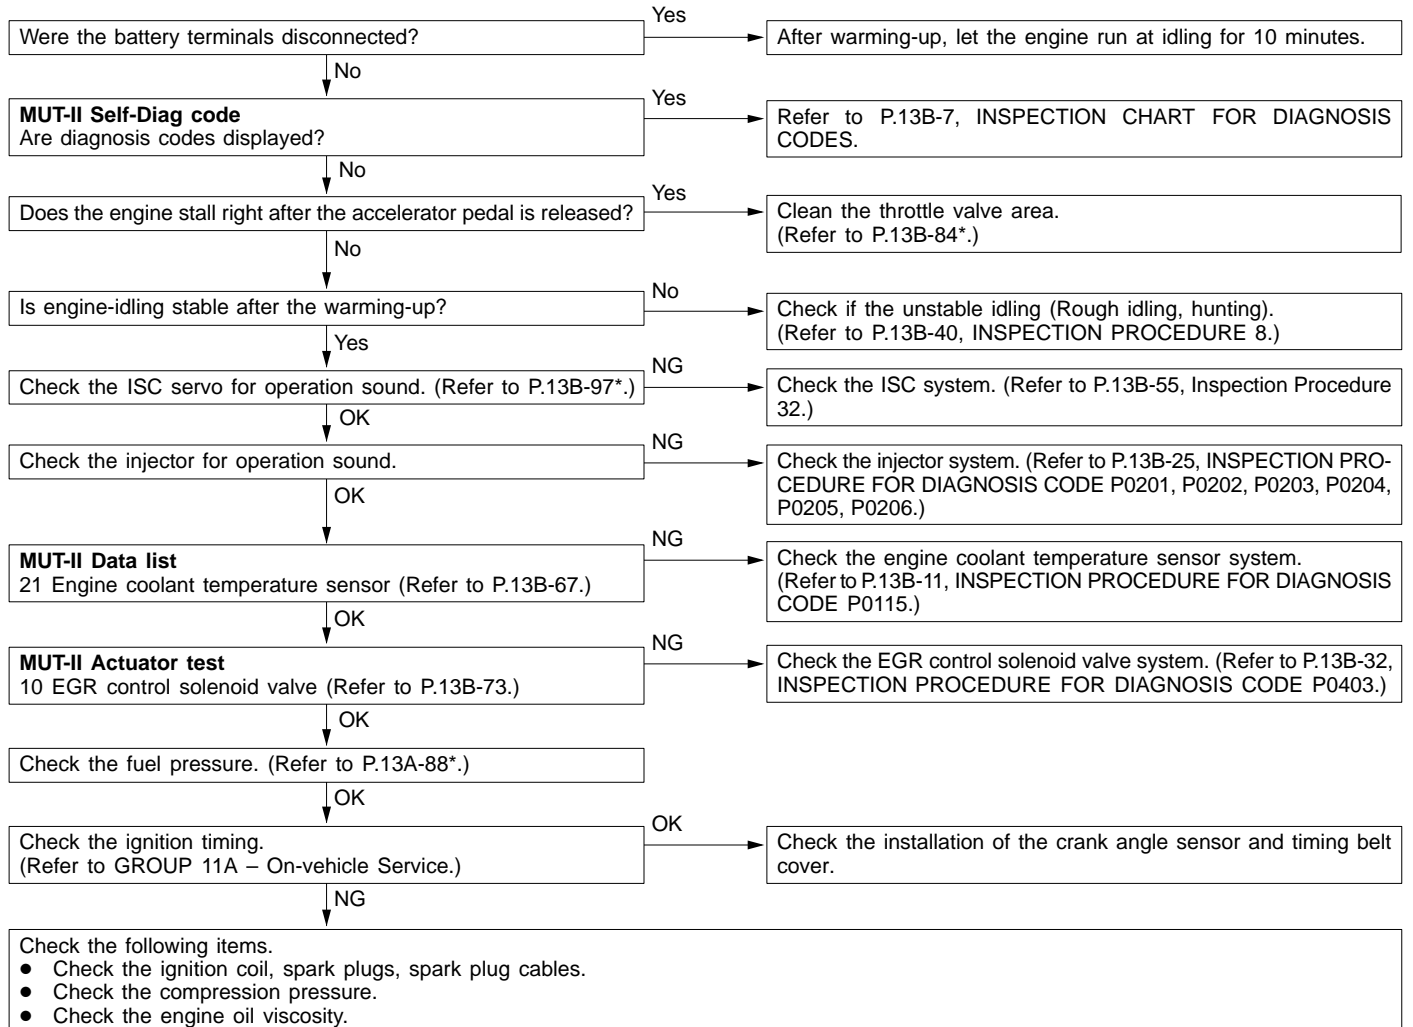 Were the battery terminals disconnected?
Yes
After warming-up, let the engine run at idling for 10 minutes.
No
MUT-II Self-Diag code
Are diagnosis codes displayed?
Yes
Refer to P.13B-7, INSPECTION CHART FOR DIAGNOSIS
CODES.
No
Does the engine stall right after the accelerator pedal is released?
Yes
Clean the throttle valve area.
(Refer to P.13B-84*.)
No
Is engine-idling stable after the warming-up?
No
Check if the unstable idling (Rough idling, hunting).
(Refer to P.13B-40, INSPECTION PROCEDURE 8.)
Yes
Check the ISC servo for operation sound. (Refer to P.13B-97*.)
NG
Check the ISC system. (Refer to P.13B-55, Inspection Procedure
32.)
OK
Check the injector for operation sound.
NG
Check the injector system. (Refer to P.13B-25, INSPECTION PRO-
CEDURE FOR DIAGNOSIS CODE P0201, P0202, P0203, P0204,
P0205, P0206.)
OK
MUT-II Data list
21 Engine coolant temperature sensor (Refer to P.13B-67.)
NG
Check the engine coolant temperature sensor system.
(Refer to P.13B-11, INSPECTION PROCEDURE FOR DIAGNOSIS
CODE P0115.)
OK
MUT-II Actuator test
10 EGR control solenoid valve (Refer to P.13B-73.)
NG
Check the EGR control solenoid valve system. (Refer to P.13B-32,
INSPECTION PROCEDURE FOR DIAGNOSIS CODE P0403.)
OK
Check the fuel pressure. (Refer to P.13A-88*.)
OK
Check the ignition timing.
(Refer to GROUP 11A – On-vehicle Service.)
OK
Check the installation of the crank angle sensor and timing belt
cover.
NG
Check the following items.
● Check the ignition coil, spark plugs, spark plug cables.
● Check the compression pressure.
● Check the engine oil viscosity.